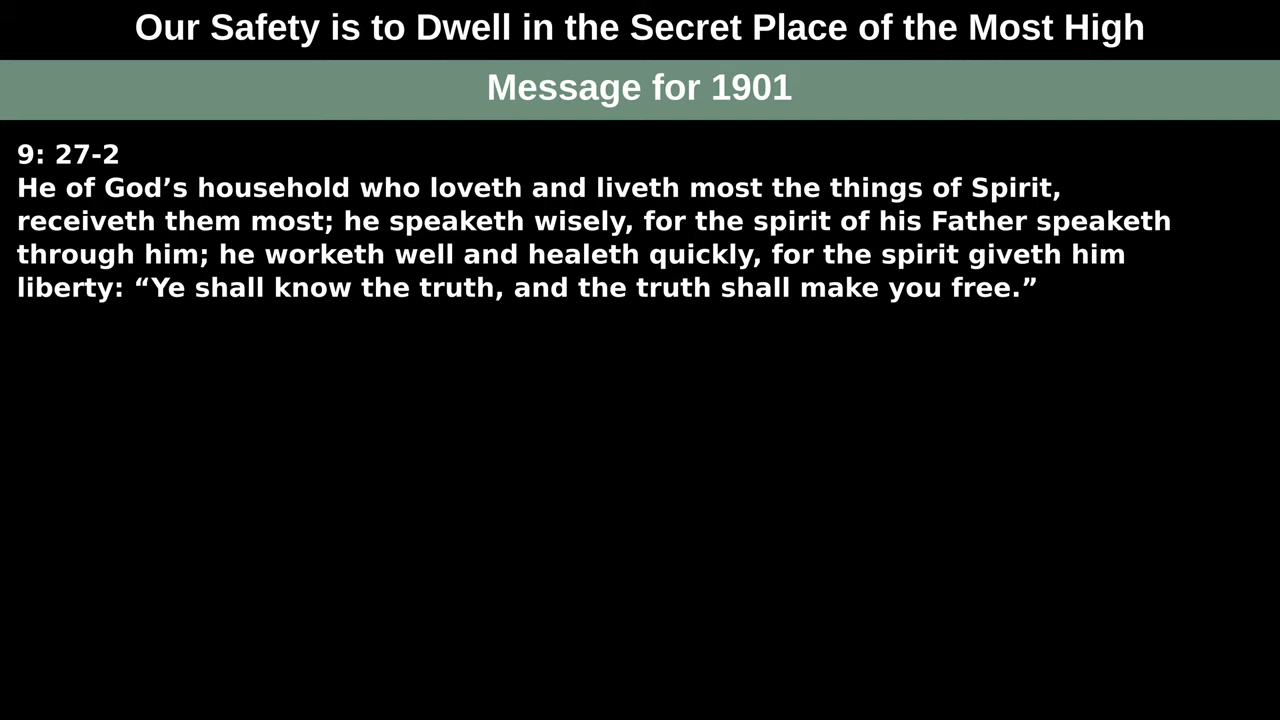 Our Safety is to Dwell in the Secret Place of the Most High
Message for 1901
9: 27-2
He of God’s household who loveth and liveth most the things of Spirit,
receiveth them most; he speaketh wisely, for the spirit of his Father speaketh
through him; he worketh well and healeth quickly, for the spirit giveth him
liberty: “Ye shall know the truth, and the truth shall make you free.”